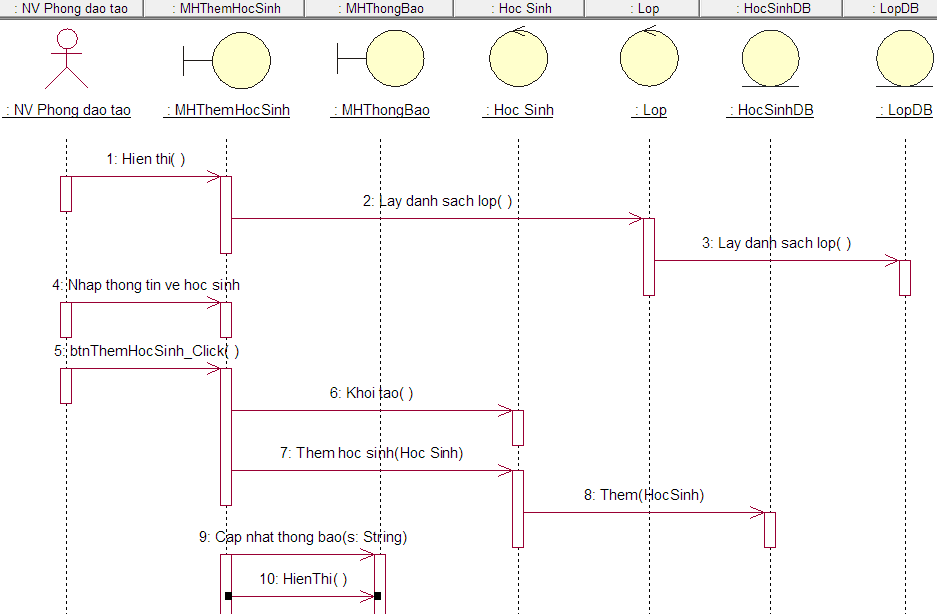 : NV Phong dao tao : MHThemHocSinh : MHThongBao : Hoc Sinh : Lop : HocSinhDB : LopDB
: NV Phong dao tao : MHThemHocSinh : MHThongBao : Hoc Sinh : Lop : HocSinhDB : LopDB
1: Hien thi( )
2: Lay danh sach lop( )
3: Lay danh sach lop( )
4: Nhap thong tin ve hoc sinh
5: btnThemHocSinh_Click( )
6: Khoi tao( )
7: Them hoc sinh(Hoc Sinh)
8: Them(HocSinh)
9: Cap nhat thong bao(s: String)
10: HienThi( )